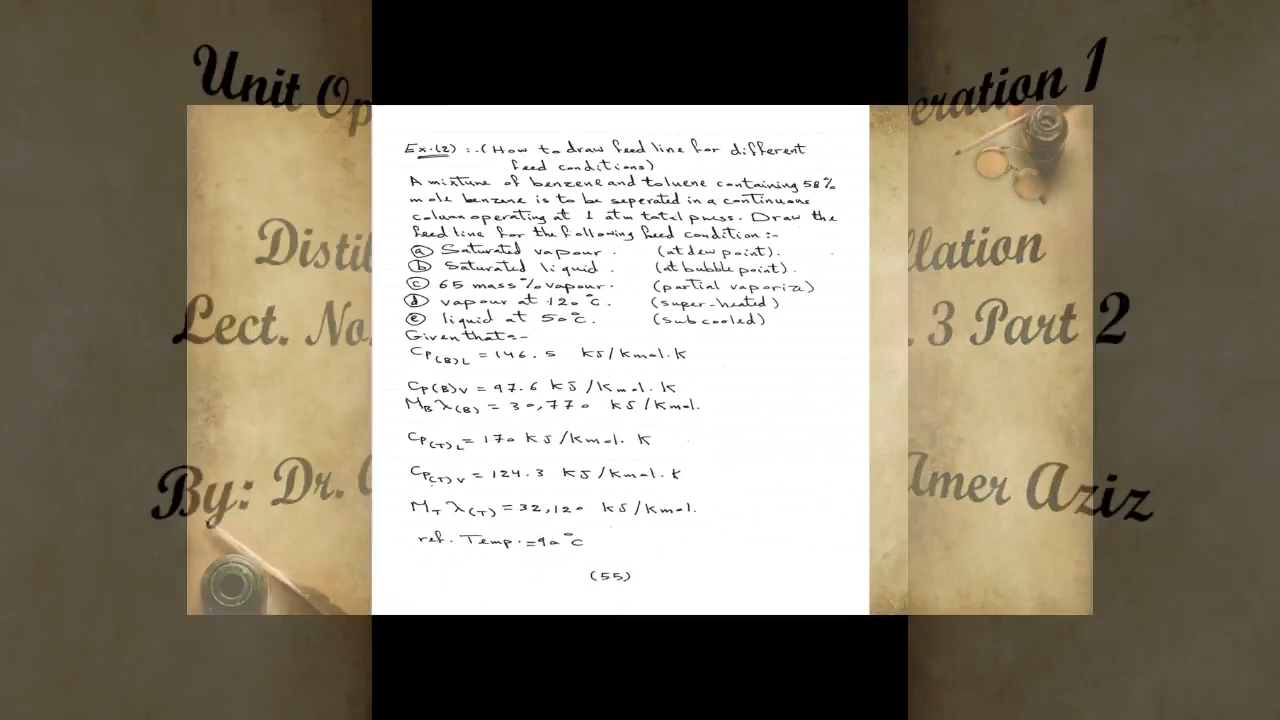 Unit Op
eration 1
Distil
llation
Lect. No.
3 Part 2
By: Dr.
Amer Aziz
Ex.(2) :. (How to draw feed line for different
feed conditions)
A mixture of benzene and toluene containing 58%
mole benzene is to be seperated in a continuous
column operating at 1 atm total press. Draw the
feed line for the following feed condition :-
(a) Saturated vapour. (at dew point).
(b) Saturated liquid. (at bubble point).
(c) 65 mass % vapour. (partial vaporize)
(d) vapour at 120 °C. (super-heated)
(e) liquid at 50 °C. (subcooled)
Given that:-
Cp(B)L = 146.5 kJ/kmol.K
Cp(B)V = 97.6 kJ/kmol.K
MB λ(B) = 30,770 kJ/kmol.
Cp(T)L = 170 kJ/kmol.K
Cp(T)V = 124.3 kJ/kmol.K
MT λ(T) = 32,120 kJ/kmol.
ref. Temp. = 90 °C
(55)